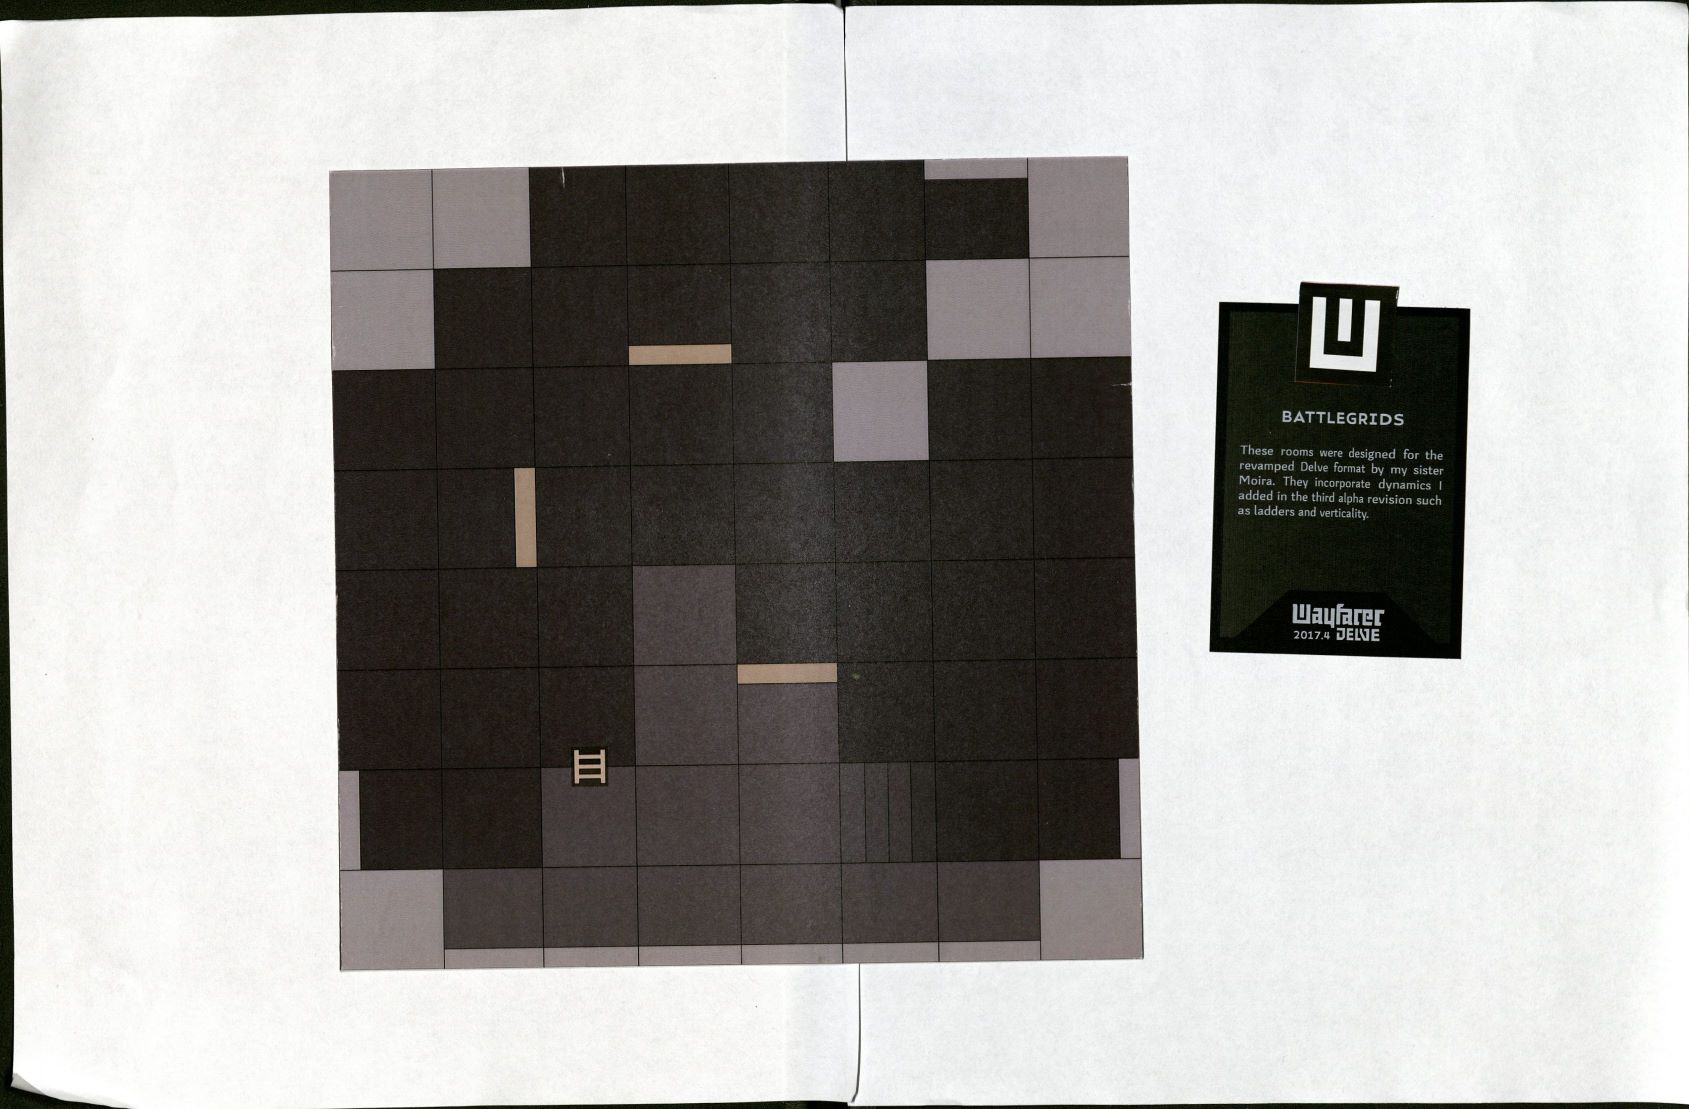 BATTLEGRIDS
These rooms were designed for the
revamped Delve format by my sister
Moira. They incorporate dynamics I
added in the third alpha revision such
as ladders and verticality.
Wayfarer
2017.4 DELVE